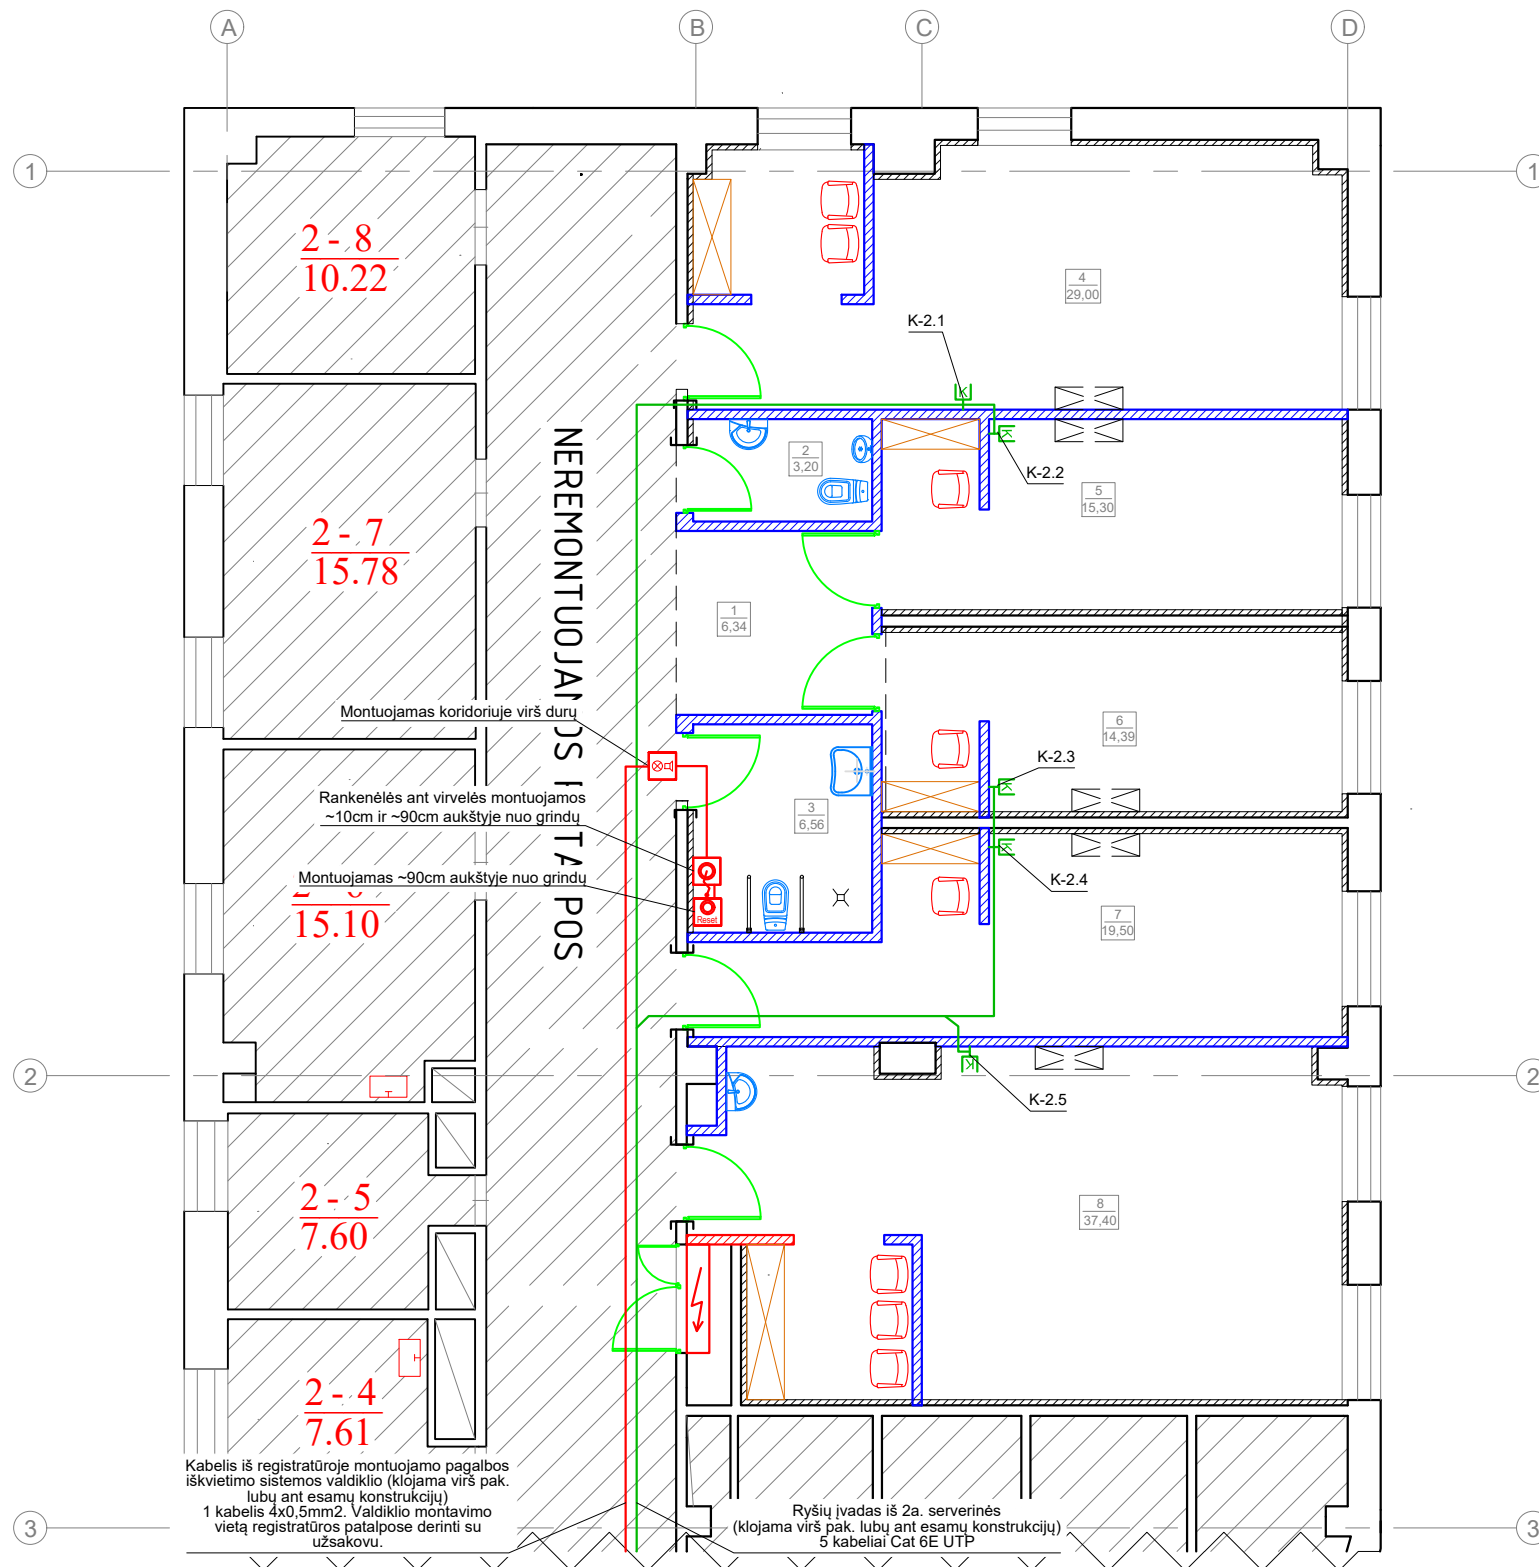 A
B
C
D
1
1
2 - 8
10.22
4
29,00
K-2.1
K
K
2
3,20
K-2.2
5
15,30
NEREMONTUOJAMOS PATALPOS
2 - 7
15.78
1
6,34
Montuojamas koridoriuje virš durų
6
14,39
K-2.3
K
Rankenėlės ant virvelės montuojamos
~10cm ir ~90cm aukštyje nuo grindų
3
6,56
K
K-2.4
Montuojamas ~90cm aukštyje nuo grindų
15.10
Reset
7
19,50
2
2
K
K-2.5
2 - 5
7.60
8
37,40
2 - 4
7.61
Kabelis iš registratūroje montuojamo pagalbos
iškvietimo sistemos valdiklio (klojama virš pak.
lubų ant esamų konstrukcijų)
1 kabelis 4x0,5mm2. Valdiklio montavimo
vietą registratūros patalpose derinti su
užsakovu.
Ryšių įvadas iš 2a. serverinės
(klojama virš pak. lubų ant esamų konstrukcijų)
5 kabeliai Cat 6E UTP
3
3